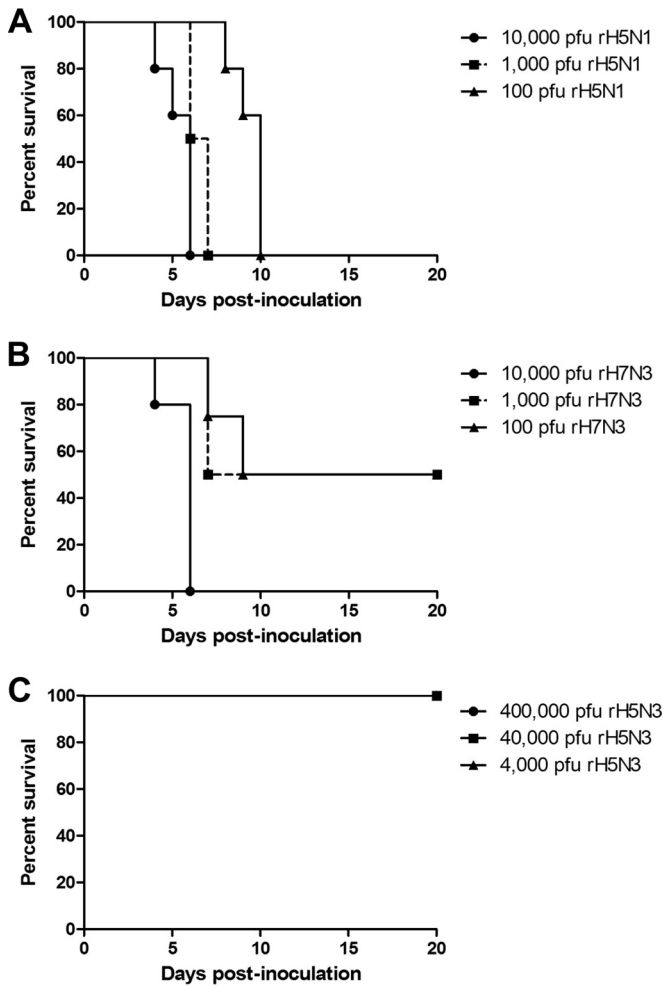 A
Percent survival
100
80
60
40
20
0
0 5 10 15 20
Days post-inoculation
10,000 pfu rH5N1
1,000 pfu rH5N1
100 pfu rH5N1
B
Percent survival
100
80
60
40
20
0
0 5 10 15 20
Days post-inoculation
10,000 pfu rH7N3
1,000 pfu rH7N3
100 pfu rH7N3
C
Percent survival
100
80
60
40
20
0
0 5 10 15 20
Days post-inoculation
400,000 pfu rH5N3
40,000 pfu rH5N3
4,000 pfu rH5N3